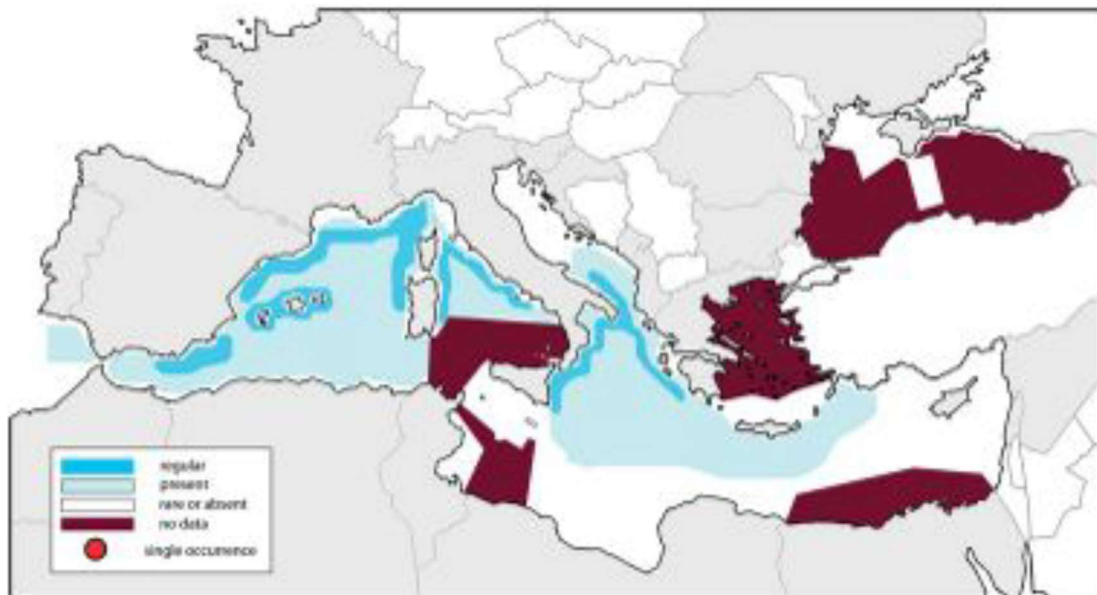 regular
present
rare or absent
no data
single occurrence